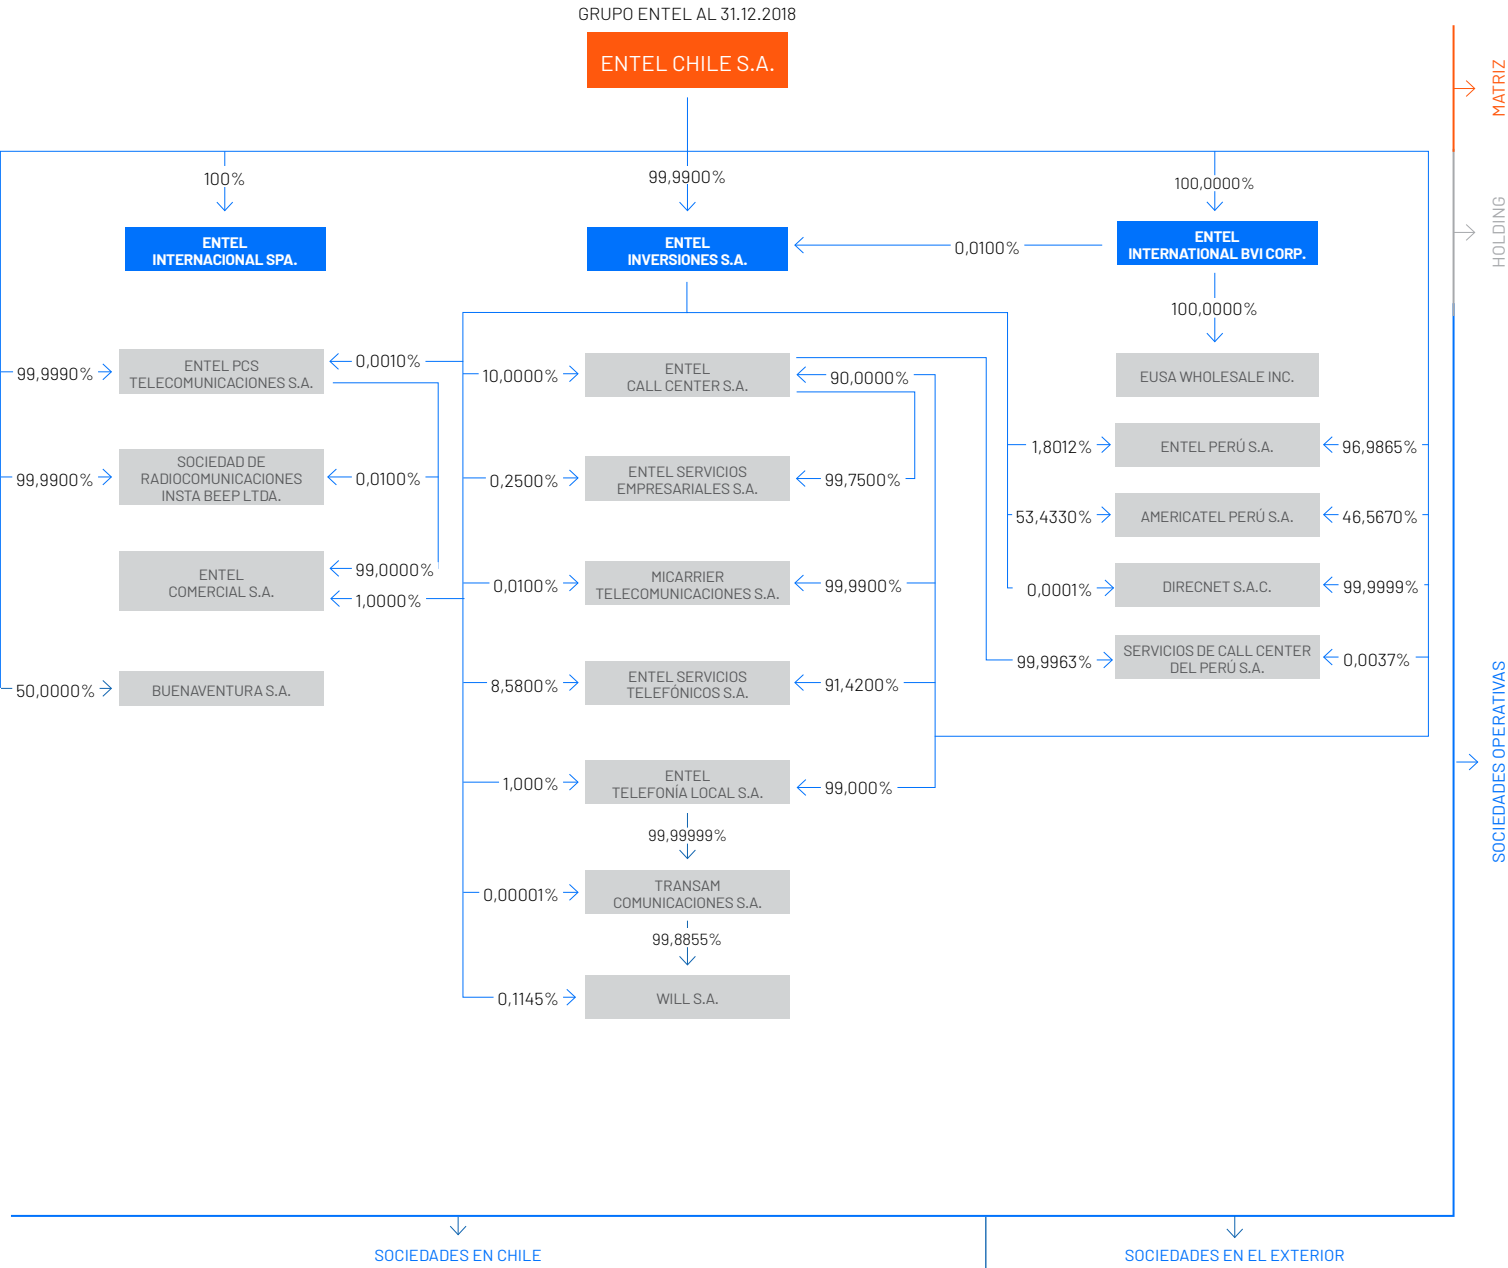 GRUPO ENTEL AL 31.12.2018
ENTEL CHILE S.A.
MATRIZ
100%
99,9900%
100,0000%
HOLDING
ENTEL
INTERNACIONAL SPA.
ENTEL
INVERSIONES S.A.
0,0100%
ENTEL
INTERNATIONAL BVI CORP.
100,0000%
99,9990%
ENTEL PCS
TELECOMUNICACIONES S.A.
0,0010%
10,0000%
ENTEL
CALL CENTER S.A.
90,0000%
EUSA WHOLESALE INC.
1,8012%
ENTEL PERÚ S.A.
96,9865%
99,9900%
SOCIEDAD DE
RADIOCOMUNICACIONES
INSTA BEEP LTDA.
0,0100%
0,2500%
ENTEL SERVICIOS
EMPRESARIALES S.A.
99,7500%
53,4330%
AMERICATEL PERÚ S.A.
46,5670%
ENTEL
COMERCIAL S.A.
99,0000%
1,0000%
0,0100%
MICARRIER
TELECOMUNICACIONES S.A.
99,9900%
0,0001%
DIRECNET S.A.C.
99,9999%
99,9963%
SERVICIOS DE CALL CENTER
DEL PERÚ S.A.
0,0037%
50,0000%
BUENAVENTURA S.A.
8,5800%
ENTEL SERVICIOS
TELEFÓNICOS S.A.
91,4200%
SOCIEDADES OPERATIVAS
1,000%
ENTEL
TELEFONÍA LOCAL S.A.
99,000%
99,99999%
0,00001%
TRANSAM
COMUNICACIONES S.A.
99,8855%
0,1145%
WILL S.A.
SOCIEDADES EN CHILE
SOCIEDADES EN EL EXTERIOR